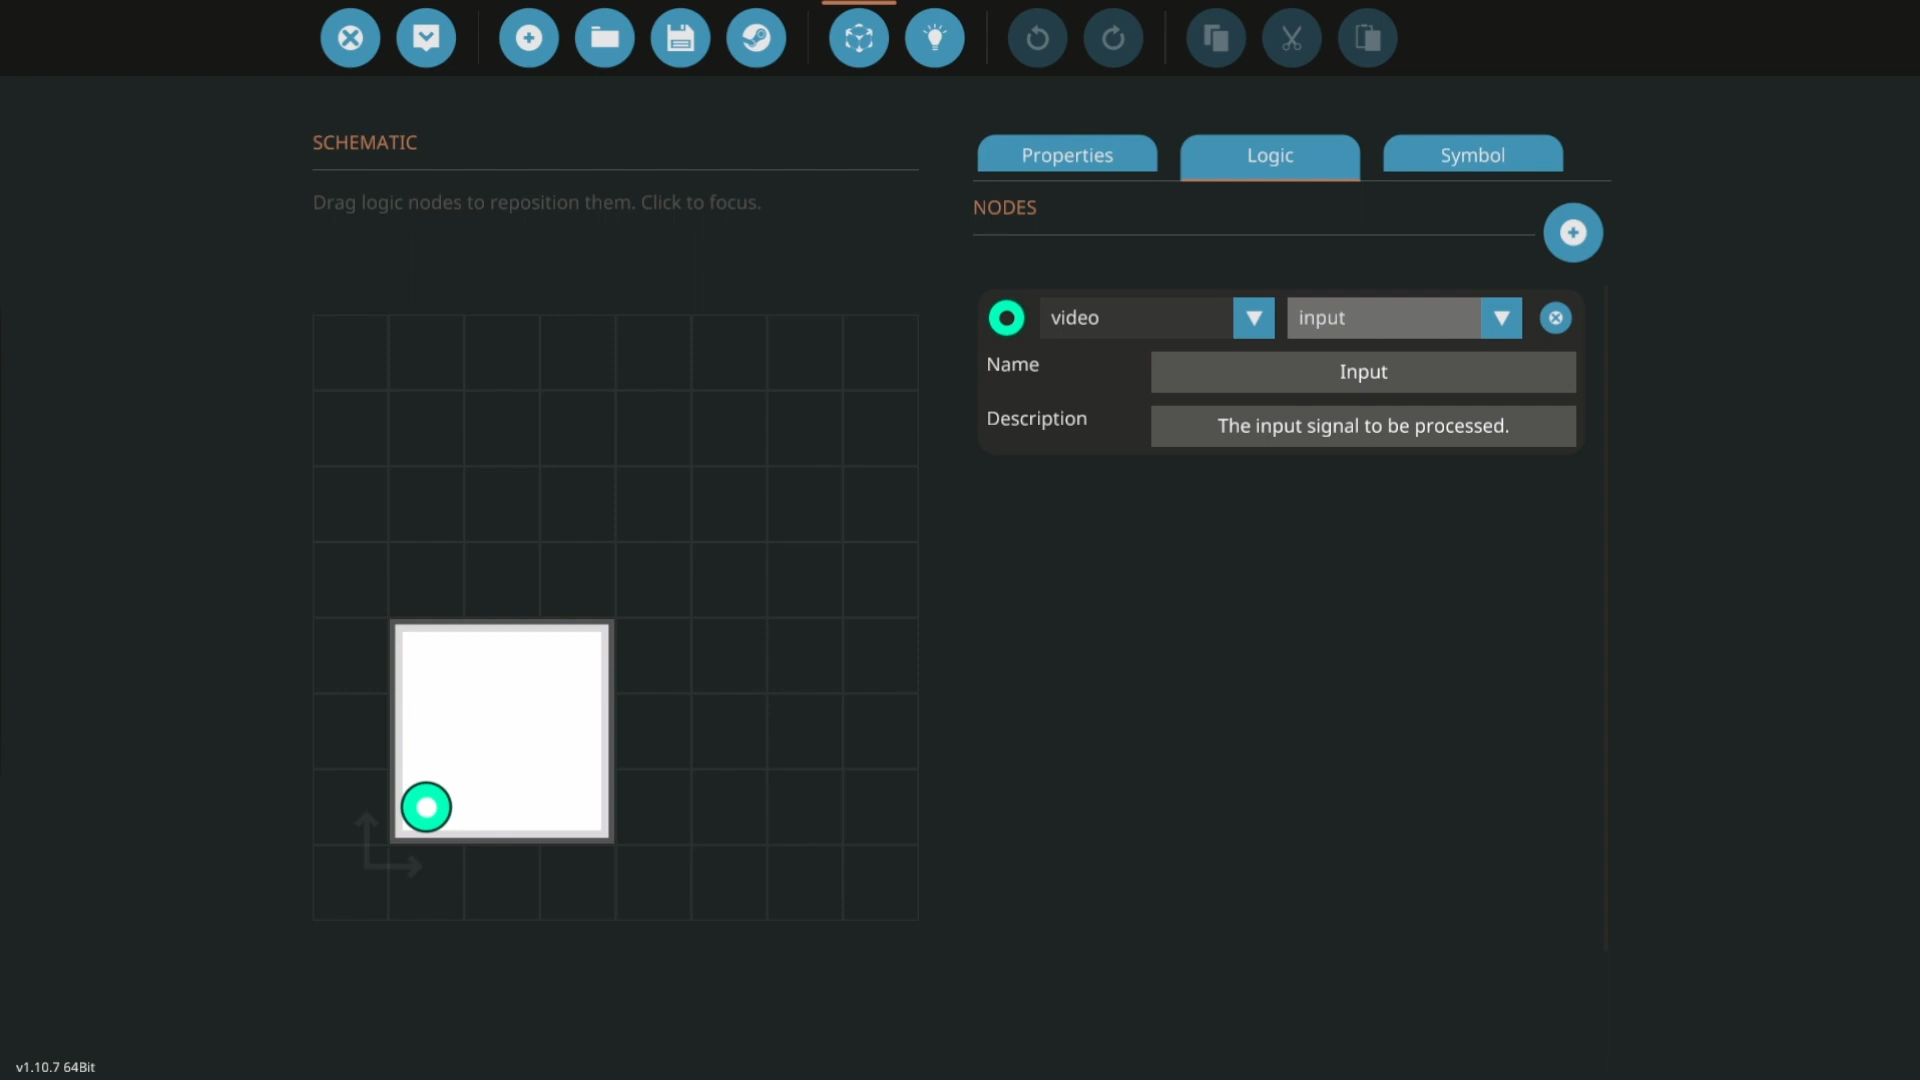 SCHEMATIC
Drag logic nodes to reposition them. Click to focus.
Properties
Logic
Symbol
NODES
video
input
Name
Input
Description
The input signal to be processed.
v1.10.7 64Bit